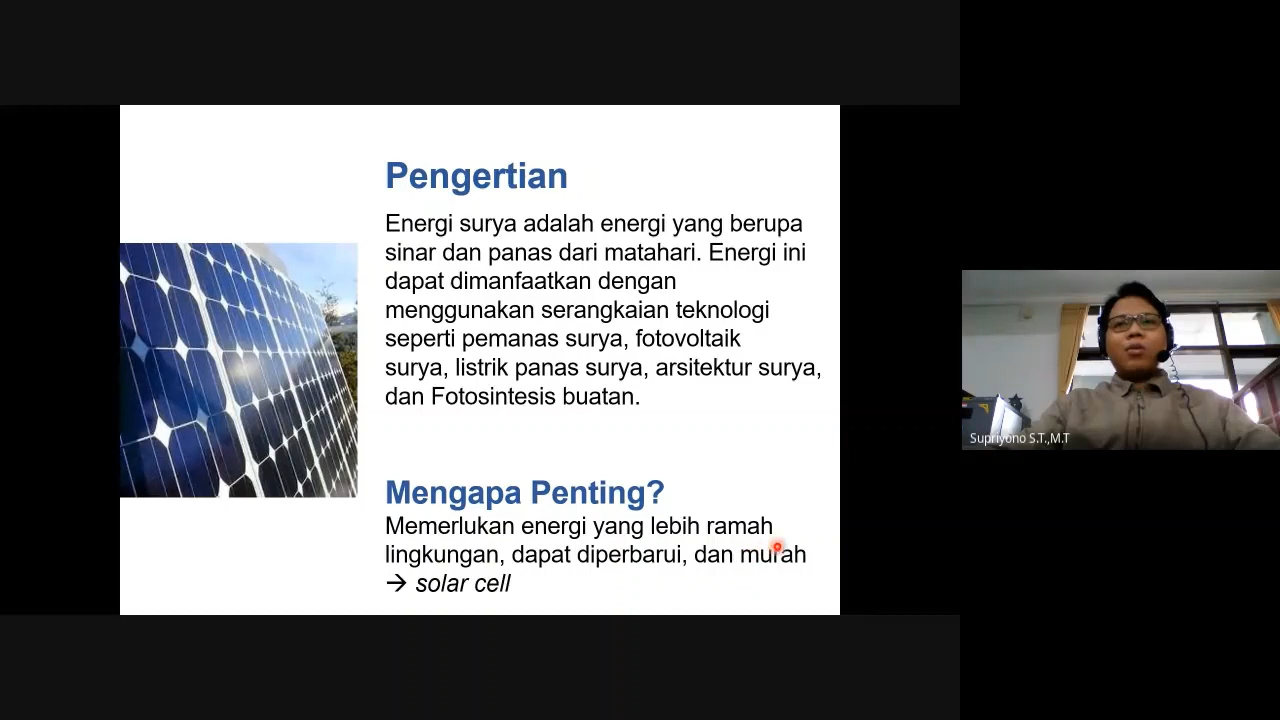 Pengertian
Energi surya adalah energi yang berupa
sinar dan panas dari matahari. Energi ini
dapat dimanfaatkan dengan
menggunakan serangkaian teknologi
seperti pemanas surya, fotovoltaik
surya, listrik panas surya, arsitektur surya,
dan Fotosintesis buatan.
Mengapa Penting?
Memerlukan energi yang lebih ramah
lingkungan, dapat diperbarui, dan murah
→ solar cell
Supriyono S.T.,M.T